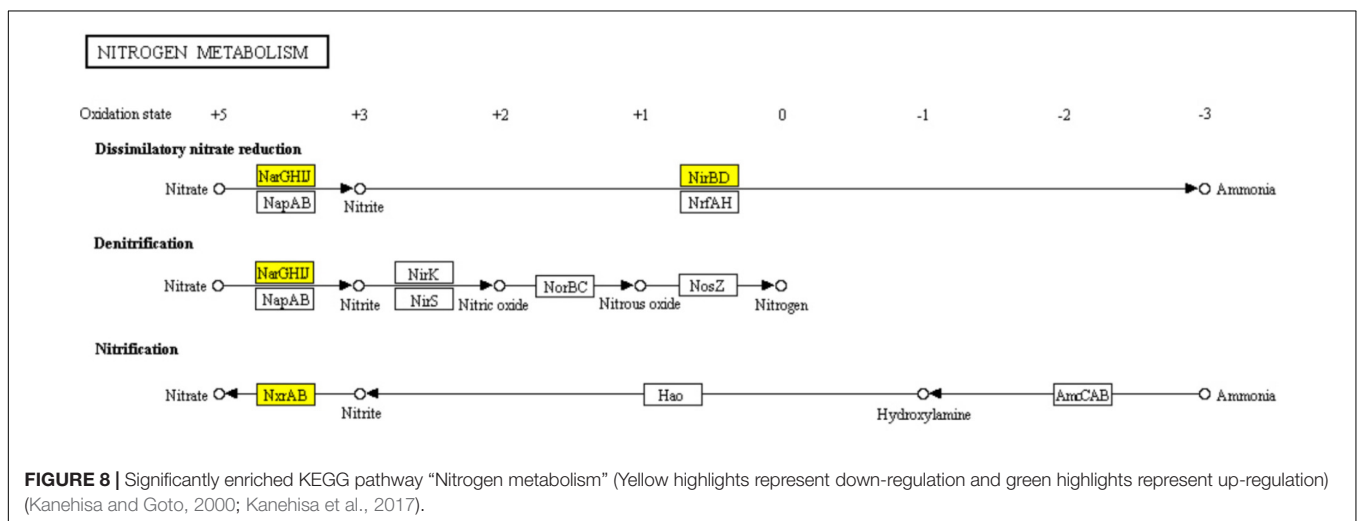 NITROGEN METABOLISM
Oxidation state +5 +3 +2 +1 0 -1 -2 -3
Dissimilatory nitrate reduction
NarGHIJ NirBD
Nitrate Ammonia
NapAB Nitrite NrfAH
Denitrification
NarGHIJ NirK
Nitrate NorBC NosZ
NapAB Nitrite NirS Nitric oxide Nitrous oxide Nitrogen
Nitrification
Nitrate NxrAB Hao AmoCAB Ammonia
Nitrite Hydroxylamine
FIGURE 8 | Significantly enriched KEGG pathway “Nitrogen metabolism” (Yellow highlights represent down-regulation and green highlights represent up-regulation)
(Kanehisa and Goto, 2000; Kanehisa et al., 2017).